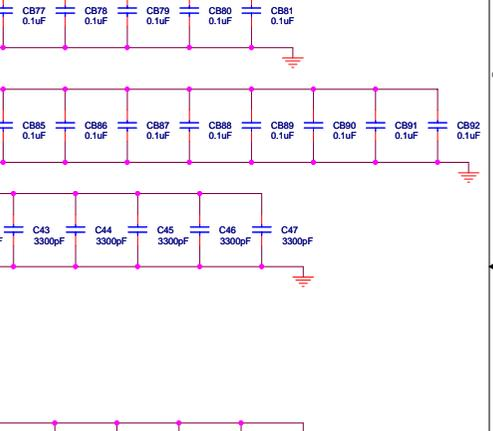 CB77 CB78 CB79 CB80 CB81
0.1uF 0.1uF 0.1uF 0.1uF 0.1uF
CB85 CB86 CB87 CB88 CB89 CB90 CB91 CB92
0.1uF 0.1uF 0.1uF 0.1uF 0.1uF 0.1uF 0.1uF 0.1uF
C43 C44 C45 C46 C47
3300pF 3300pF 3300pF 3300pF 3300pF